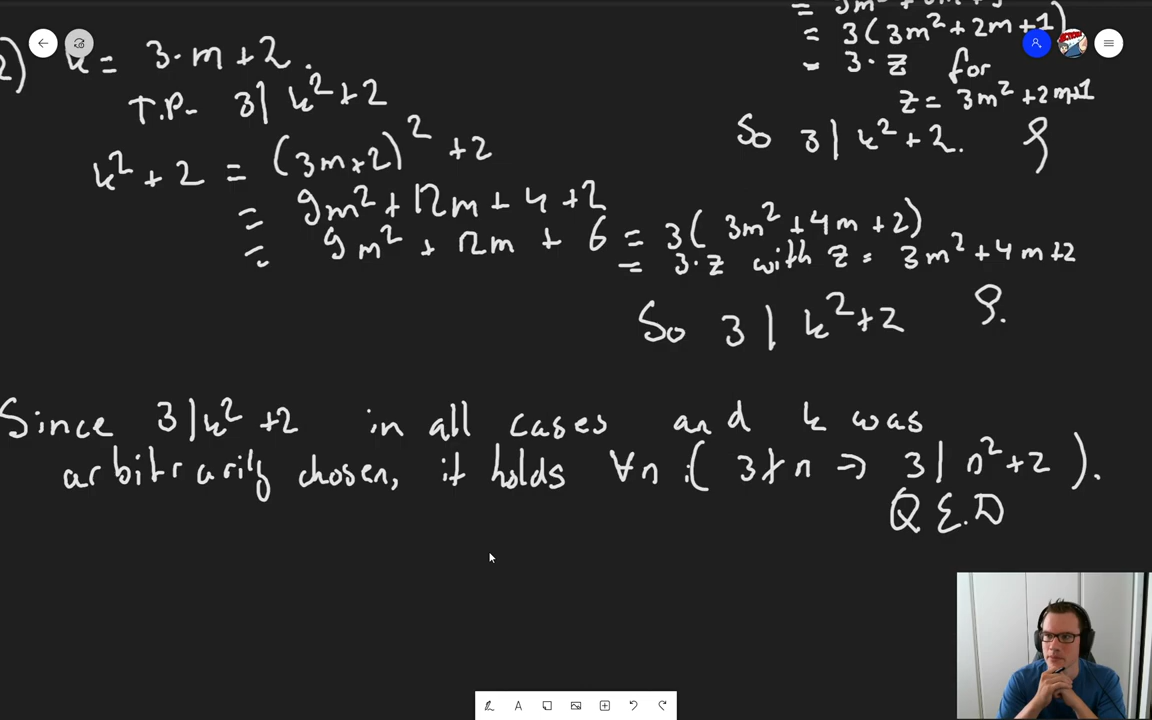 2) k = 3·m+2.
T.P. 3| k²+2
k²+2 = (3m+2)² +2
= 9m²+12m+4+2
= 9m² + 12m + 6 = 3( 3m²+4m+2)
= 3·z with z = 3m²+4m+2
So 3 | k²+2
= 3(3m²+2m+1)
= 3·z for
z = 3m²+2m+1
So 3| k²+2.
Since 3|k²+2 in all cases and k was
arbitrarily chosen, it holds ∀n:( 3∤n ⇒ 3| n²+2 ).
Q.E.D